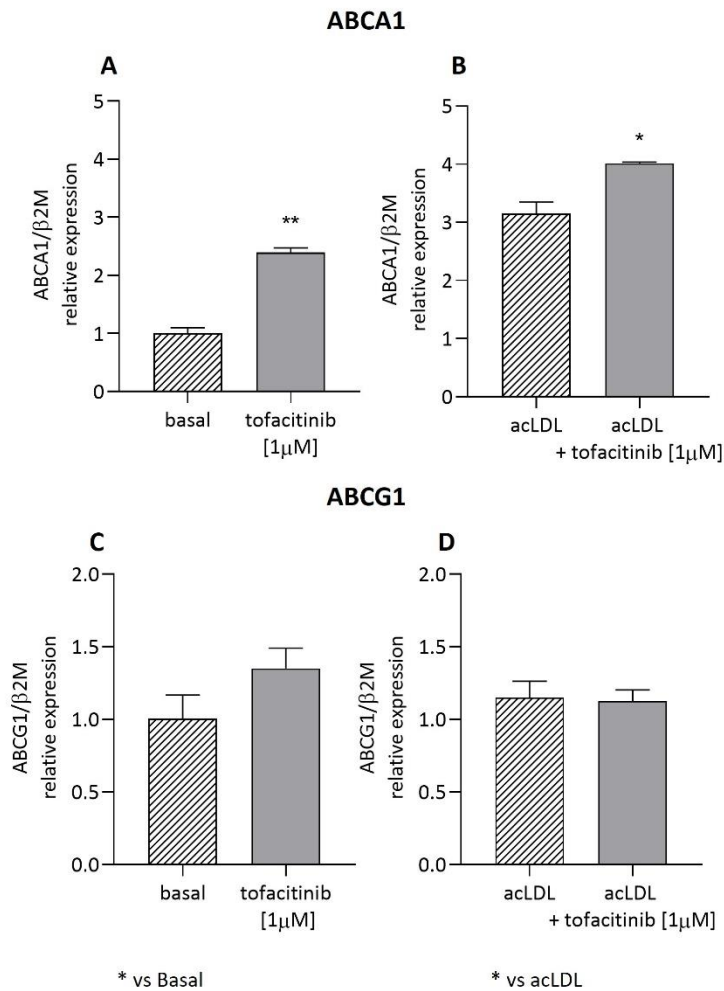 ABCA1
A
ABCA1/β2M
relative expression
5
4
3
2
1
0
**
basal
tofacitinib
[1μM]
B
ABCA1/β2M
relative expression
5
4
3
2
1
0
*
acLDL
acLDL
+ tofacitinib [1μM]
ABCG1
C
ABCG1/β2M
relative expression
2.0
1.5
1.0
0.5
0.0
basal
tofacitinib
[1μM]
D
ABCG1/β2M
relative expression
2.0
1.5
1.0
0.5
0.0
acLDL
acLDL
+ tofacitinib [1μM]
* vs Basal
* vs acLDL